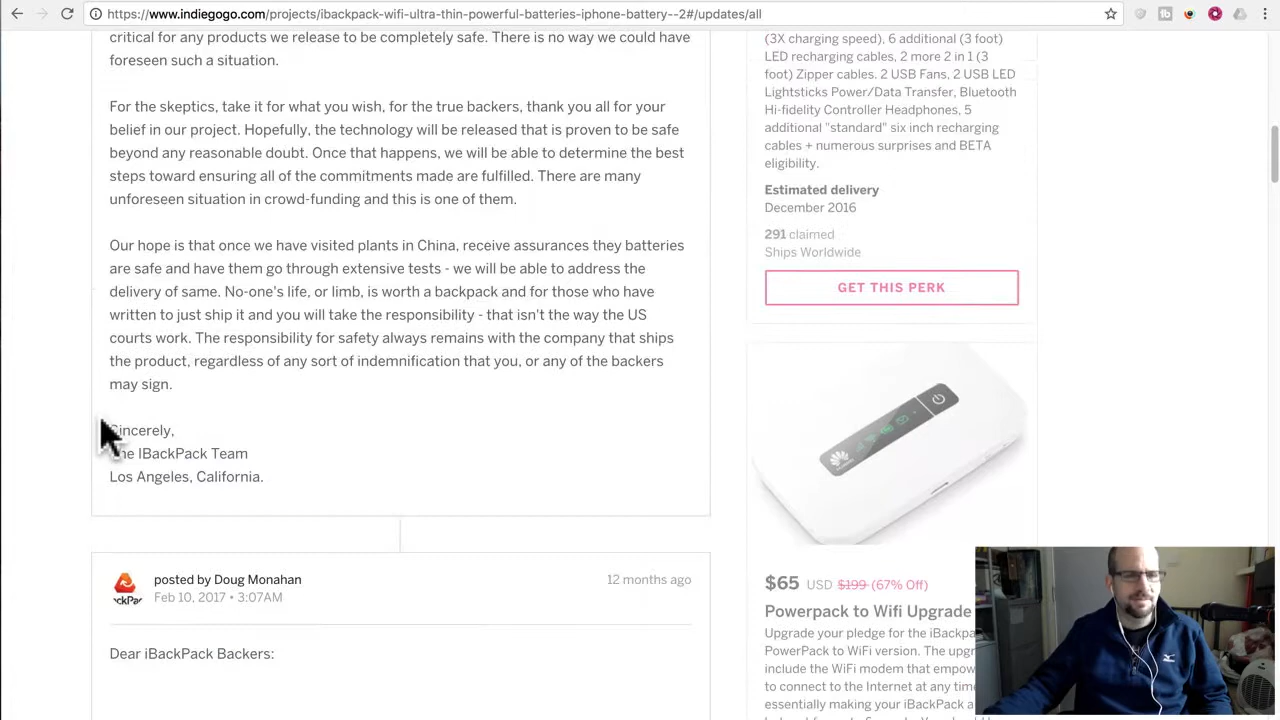 https://www.indiegogo.com/projects/ibackpack-wifi-ultra-thin-powerful-batteries-iphone-battery--2#/updates/all
critical for any products we release to be completely safe. There is no way we could have
foreseen such a situation.
For the skeptics, take it for what you wish, for the true backers, thank you all for your
belief in our project. Hopefully, the technology will be released that is proven to be safe
beyond any reasonable doubt. Once that happens, we will be able to determine the best
steps toward ensuring all of the commitments made are fulfilled. There are many
unforeseen situation in crowd-funding and this is one of them.
Our hope is that once we have visited plants in China, receive assurances they batteries
are safe and have them go through extensive tests - we will be able to address the
delivery of same. No-one's life, or limb, is worth a backpack and for those who have
written to just ship it and you will take the responsibility - that isn't the way the US
courts work. The responsibility for safety always remains with the company that ships
the product, regardless of any sort of indemnification that you, or any of the backers
may sign.
Sincerely,
The IBackPack Team
Los Angeles, California.
posted by Doug Monahan
12 months ago
Feb 10, 2017 • 3:07AM
Dear iBackPack Backers:
(3X charging speed), 6 additional (3 foot)
LED recharging cables, 2 more 2 in 1 (3
foot) Zipper cables. 2 USB Fans, 2 USB LED
Lightsticks Power/Data Transfer, Bluetooth
Hi-fidelity Controller Headphones, 5
additional "standard" six inch recharging
cables + numerous surprises and BETA
eligibility.
Estimated delivery
December 2016
291 claimed
Ships Worldwide
GET THIS PERK
HUAWEI
$65 USD $199 (67% Off)
Powerpack to Wifi Upgrade
Upgrade your pledge for the iBackpa
PowerPack to WiFi version. The upgr
include the WiFi modem that empow
to connect to the Internet at any time
essentially making your iBackPack a